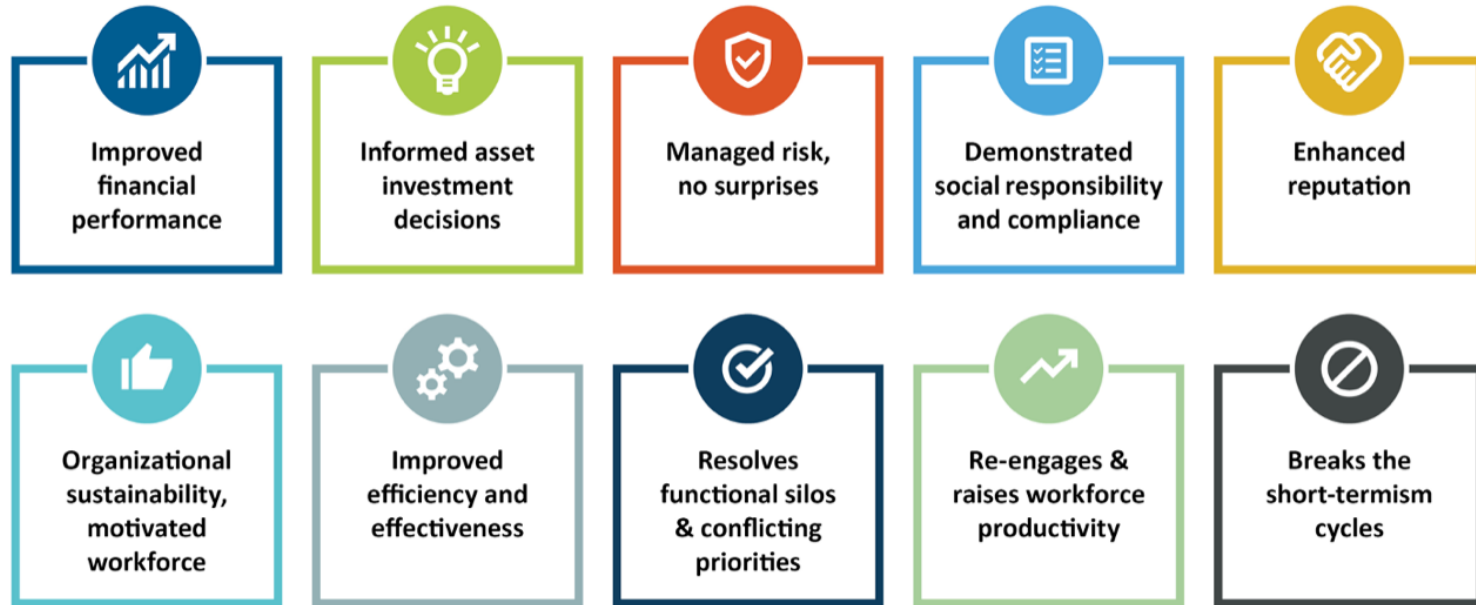 Improved
financial
performance
Informed asset
investment
decisions
Managed risk,
no surprises
Demonstrated
social responsibility
and compliance
Enhanced
reputation
Organizational
sustainability,
motivated
workforce
Improved
efficiency and
effectiveness
Resolves
functional silos
& conflicting
priorities
Re-engages &
raises workforce
productivity
Breaks the
short-termism
cycles